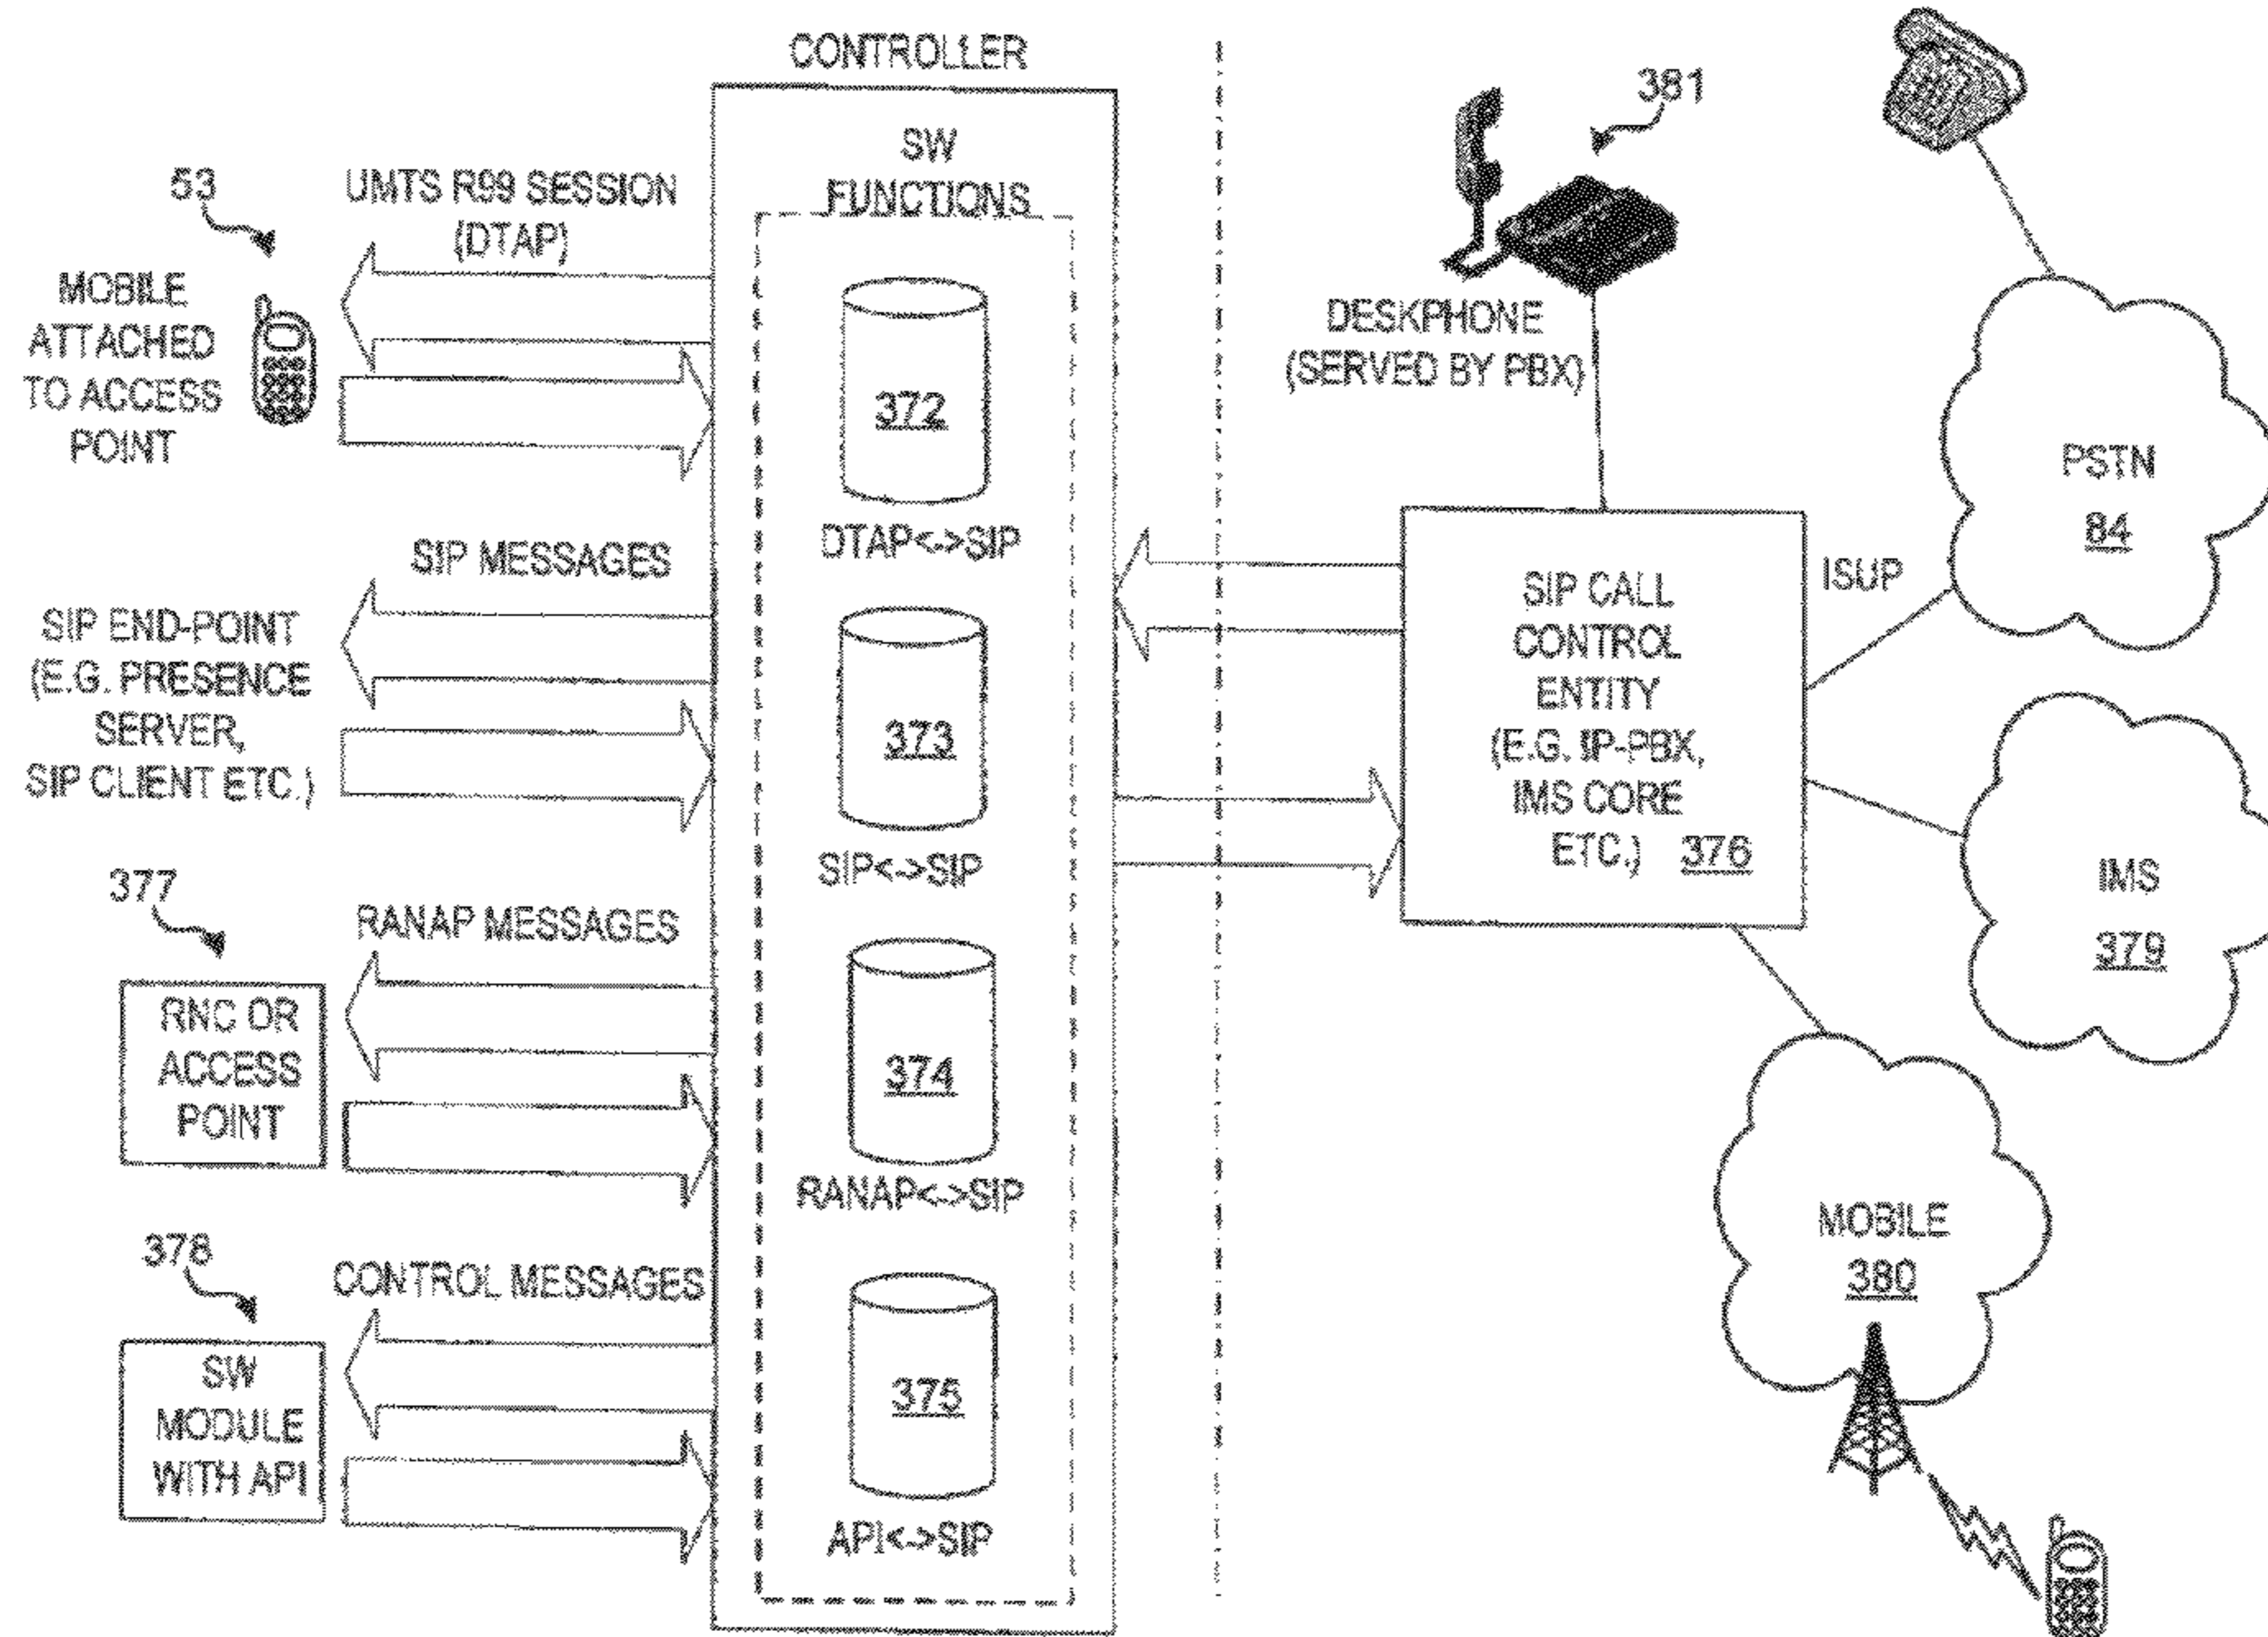 CONTROLLER
SW
FUNCTIONS
53
UMTS R99 SESSION
(DTAP)
MOBILE
ATTACHED
TO ACCESS
POINT
372
DTAP<->SIP
SIP MESSAGES
SIP END-POINT
(E.G. PRESENCE
SERVER,
SIP CLIENT ETC.)
373
SIP<->SIP
377
RANAP MESSAGES
RNC OR
ACCESS
POINT
374
RANAP<->SIP
378
CONTROL MESSAGES
SW
MODULE
WITH API
375
API<->SIP
381
DESKPHONE
(SERVED BY PBX)
SIP CALL
CONTROL
ENTITY
(E.G. IP-PBX,
IMS CORE
ETC.) 376
ISUP
PSTN
84
IMS
379
MOBILE
380